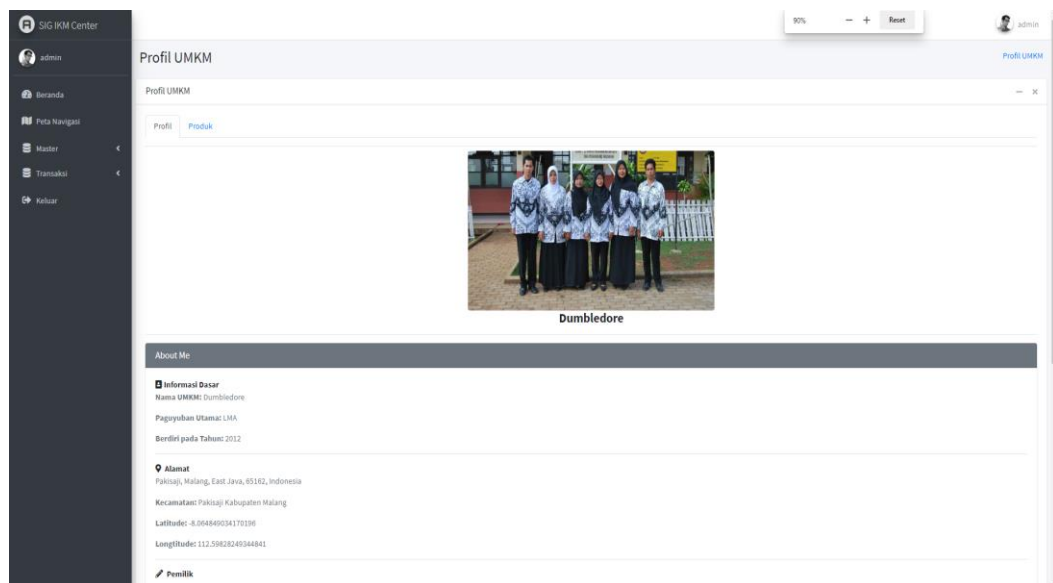 SIG IKM Center
90% − + Reset
admin
admin
Profil UMKM
Profil UMKM
Beranda
Profil UMKM
Peta Navigasi
Profil Produk
Master
Transaksi
Keluar
Dumbledore
About Me
Informasi Dasar
Nama UMKM: Dumbledore
Paguyuban Utama: LMA
Berdiri pada Tahun: 2012
Alamat
Pakisaji, Malang, East Java, 65162, Indonesia
Kecamatan: Pakisaji Kabupaten Malang
Latitude: -8.064849034170196
Longtitude: 112.59828249344841
Pemilik